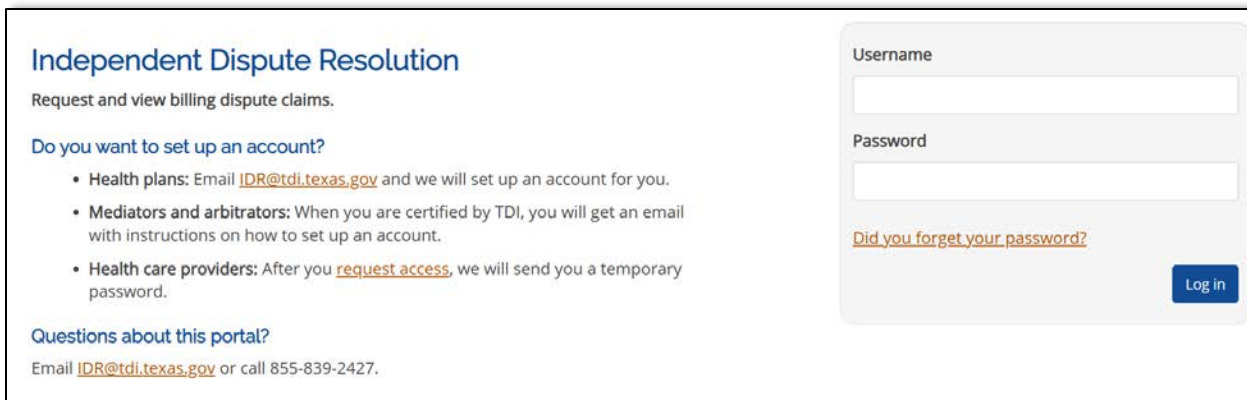 Independent Dispute Resolution
Request and view billing dispute claims.
Do you want to set up an account?
• Health plans: Email IDR@tdi.texas.gov and we will set up an account for you.
• Mediators and arbitrators: When you are certified by TDI, you will get an email
with instructions on how to set up an account.
• Health care providers: After you request access, we will send you a temporary
password.
Questions about this portal?
Email IDR@tdi.texas.gov or call 855-839-2427.
Username
Password
Did you forget your password?
Log in